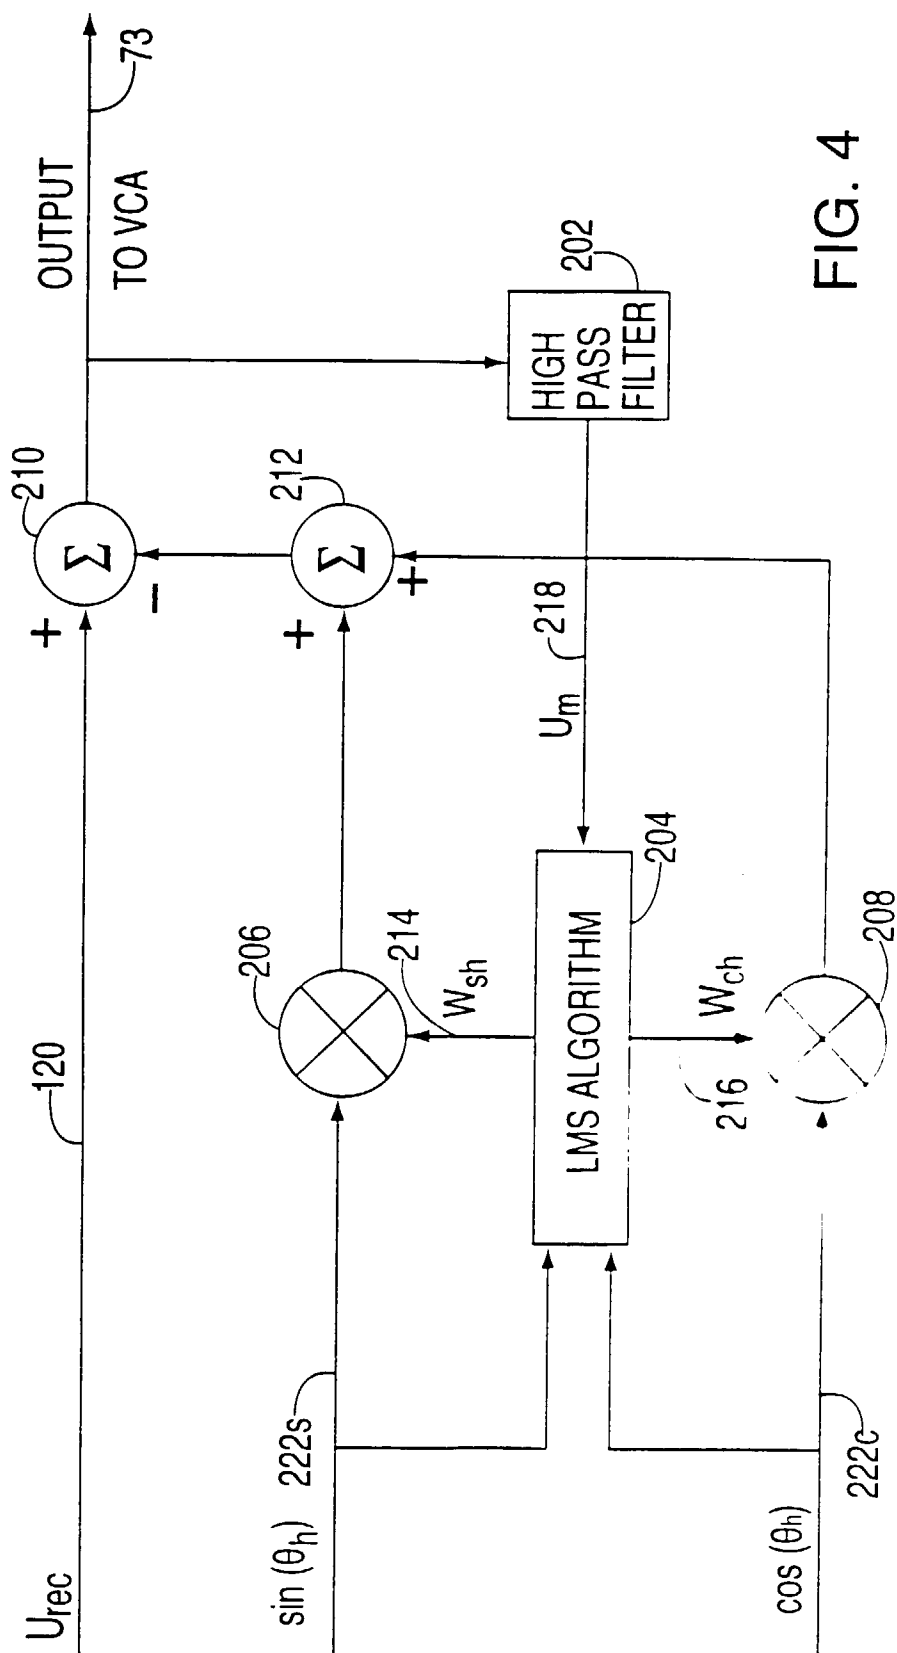 Urec
120
+
210
Σ
OUTPUT
TO VCA
73
−
sin (θh)
222s
206
+
212
Σ
+
214
Wsh
LMS ALGORITHM
204
Um
218
HIGH
PASS
FILTER
202
216
Wch
cos (θh)
222c
208
FIG. 4